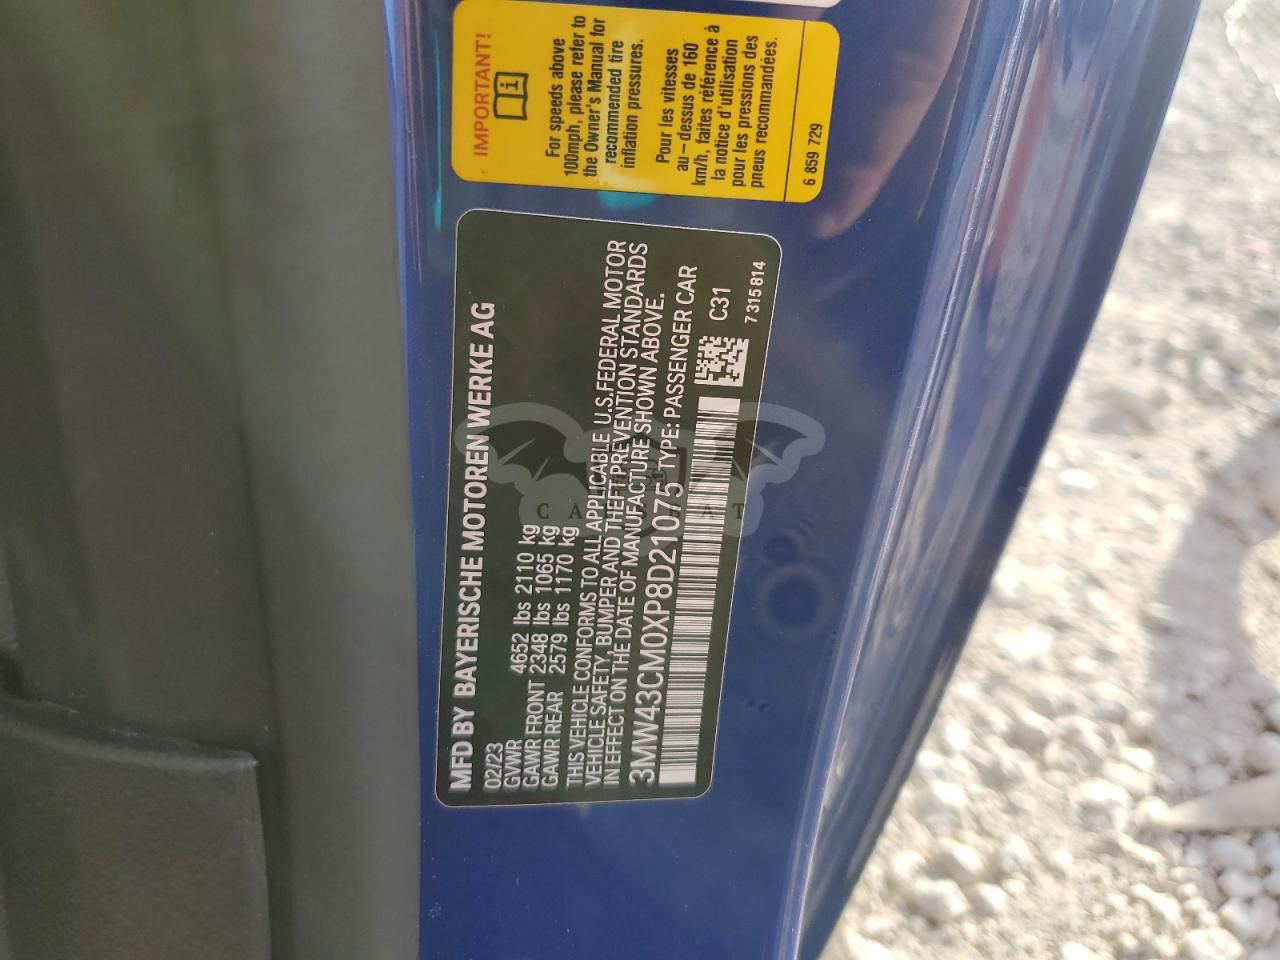 IMPORTANT!
For speeds above
100mph, please refer to
the Owner's Manual for
recommended tire
inflation pressures.
Pour les vitesses
au-dessus de 160
km/h, faites référence à
la notice d'utilisation
pour les pressions des
pneus recommandées.
6 859 729
MFD BY BAYERISCHE MOTOREN WERKE AG
02/23
GVWR 4652 lbs 2110 kg
GAWR FRONT 2348 lbs 1065 kg
GAWR REAR 2579 lbs 1170 kg
THIS VEHICLE CONFORMS TO ALL APPLICABLE U.S.FEDERAL MOTOR
VEHICLE SAFETY, BUMPER AND THEFT PREVENTION STANDARDS
IN EFFECT ON THE DATE OF MANUFACTURE SHOWN ABOVE.
3MW43CM0XP8D21075 TYPE: PASSENGER CAR
C31
7 315 814